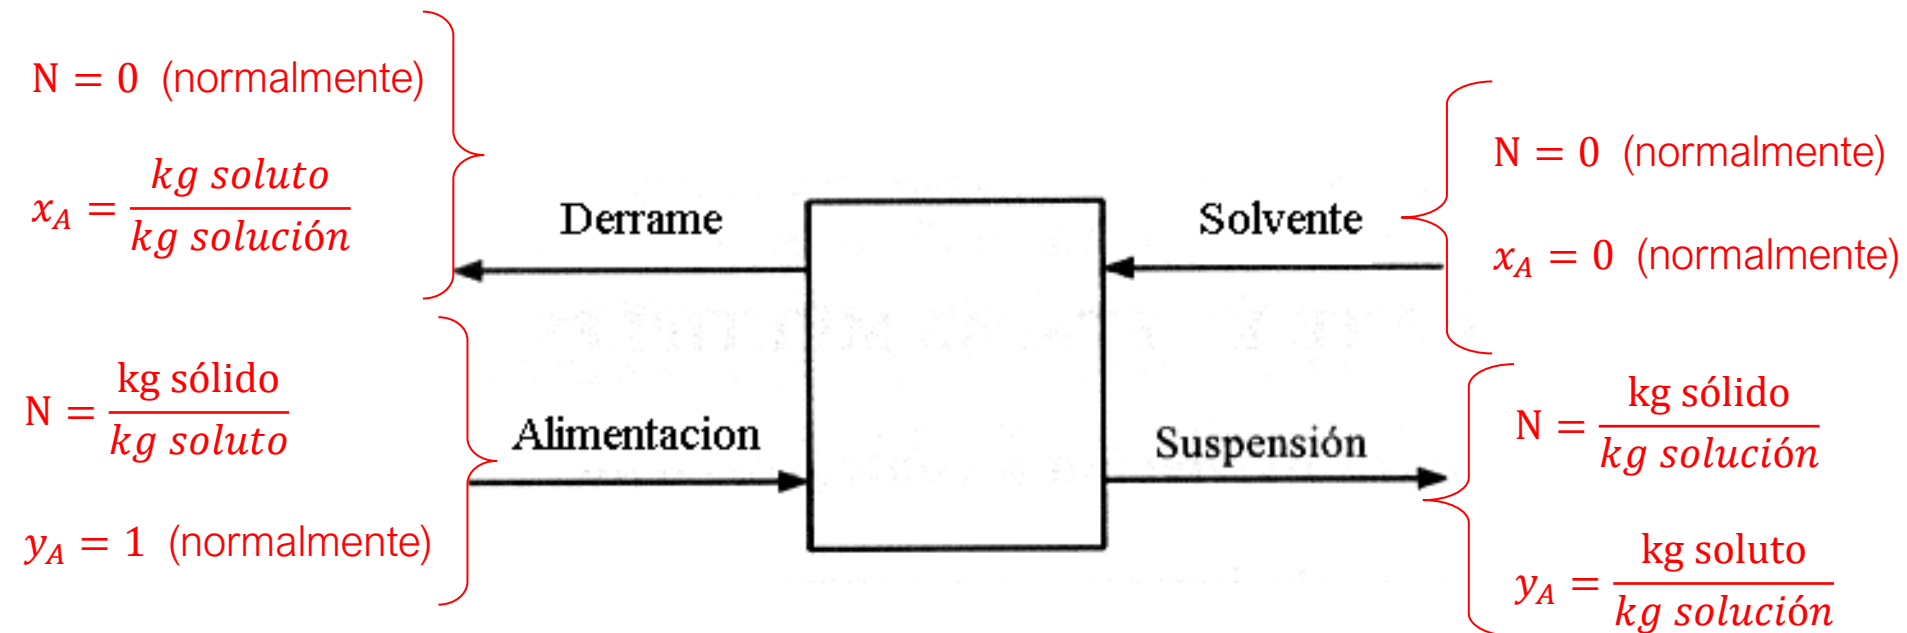 N = 0 (normalmente)
x_A = kg soluto / kg solución
N = kg sólido / kg soluto
y_A = 1 (normalmente)
Derrame
Alimentacion
Solvente
Suspensión
N = 0 (normalmente)
x_A = 0 (normalmente)
N = kg sólido / kg solución
y_A = kg soluto / kg solución